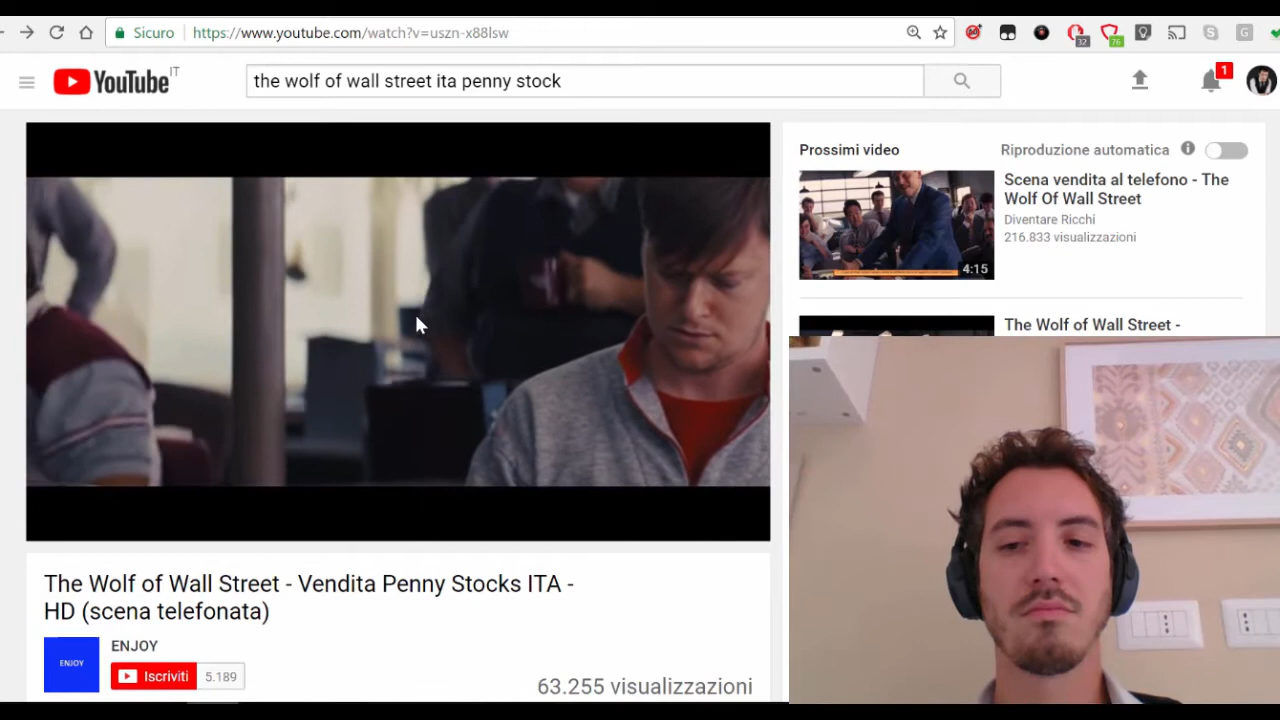 Sicuro https://www.youtube.com/watch?v=uszn-x88lsw
32
76
YouTube IT
the wolf of wall street ita penny stock
1
Prossimi video
Riproduzione automatica
Scena vendita al telefono - The
Wolf Of Wall Street
Diventare Ricchi
216.833 visualizzazioni
4:15
The Wolf of Wall Street -
The Wolf of Wall Street - Vendita Penny Stocks ITA -
HD (scena telefonata)
ENJOY
ENJOY
Iscriviti 5.189
63.255 visualizzazioni